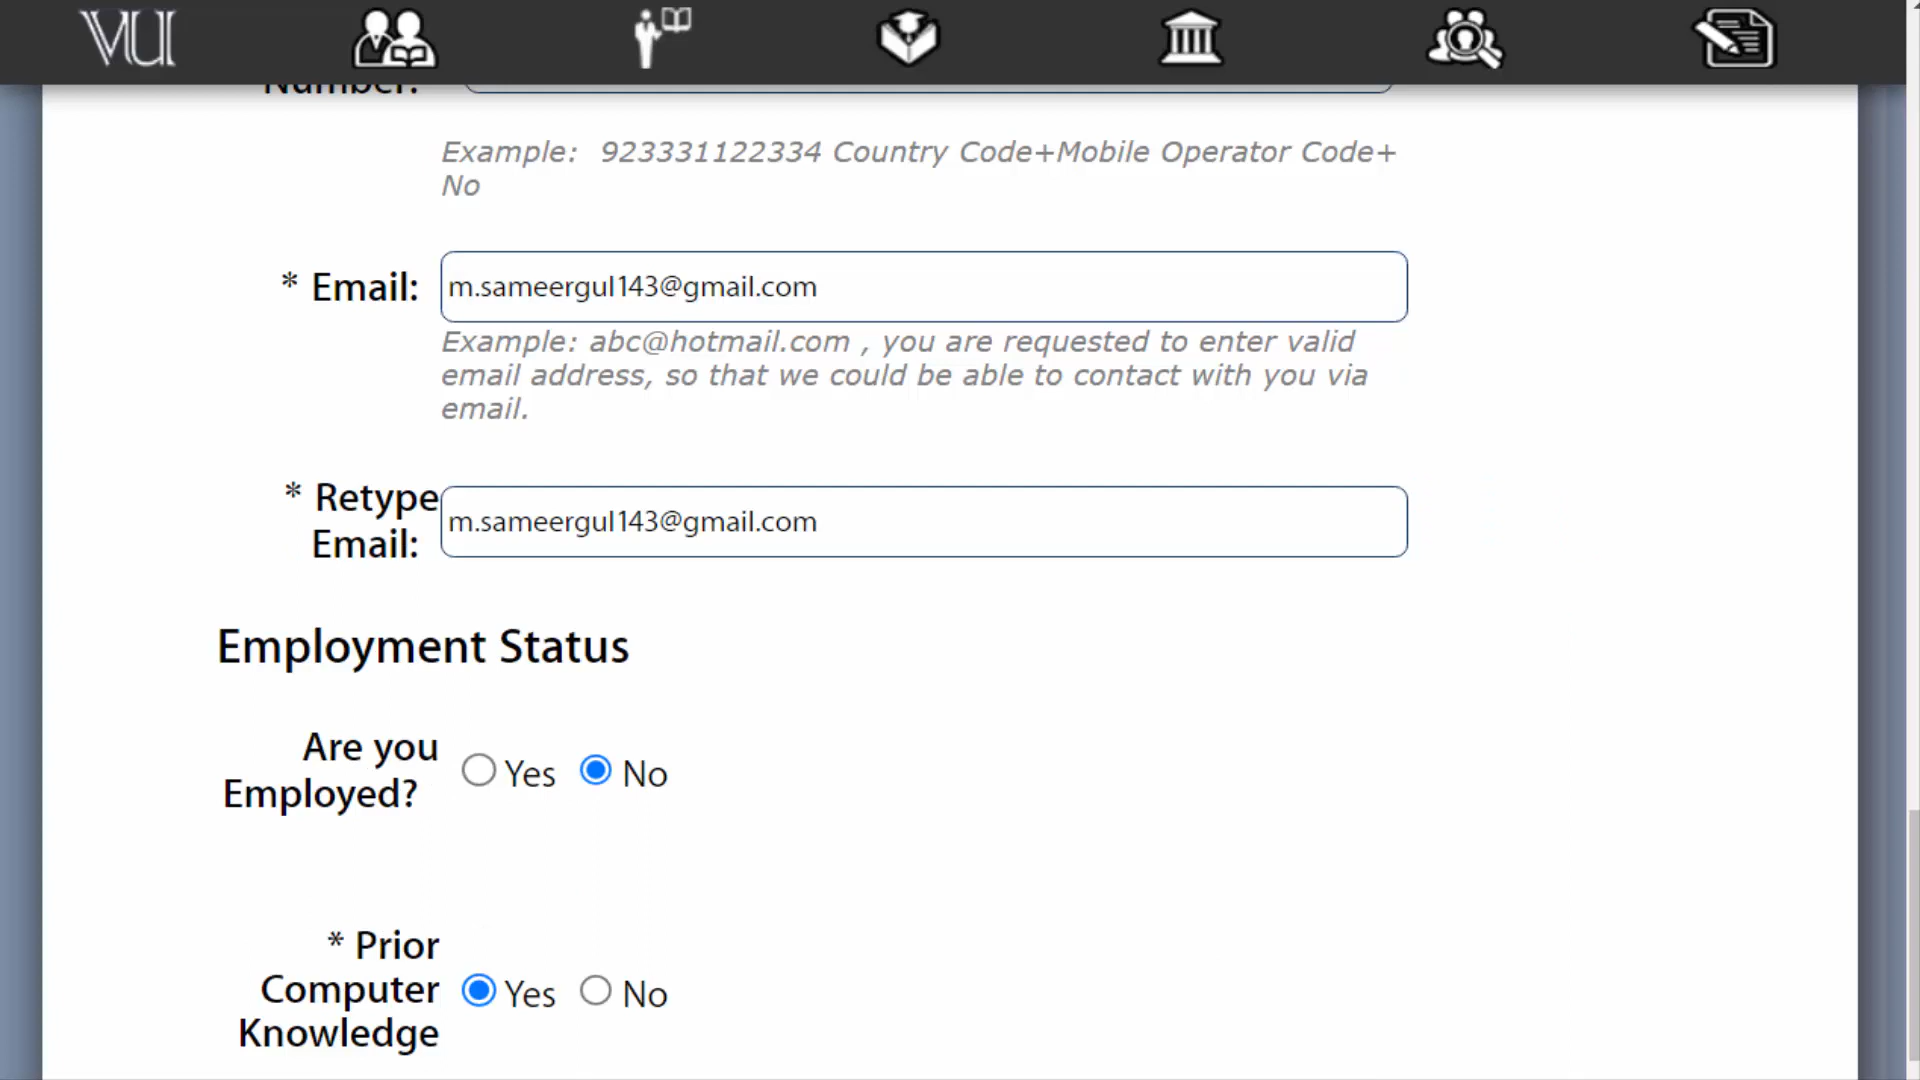 VU
Number:
Example: 923331122334 Country Code+Mobile Operator Code+
No
* Email:
m.sameergul143@gmail.com
Example: abc@hotmail.com , you are requested to enter valid
email address, so that we could be able to contact with you via
email.
* Retype
Email:
m.sameergul143@gmail.com
Employment Status
Are you
Employed?
Yes No
* Prior
Computer
Knowledge
Yes No